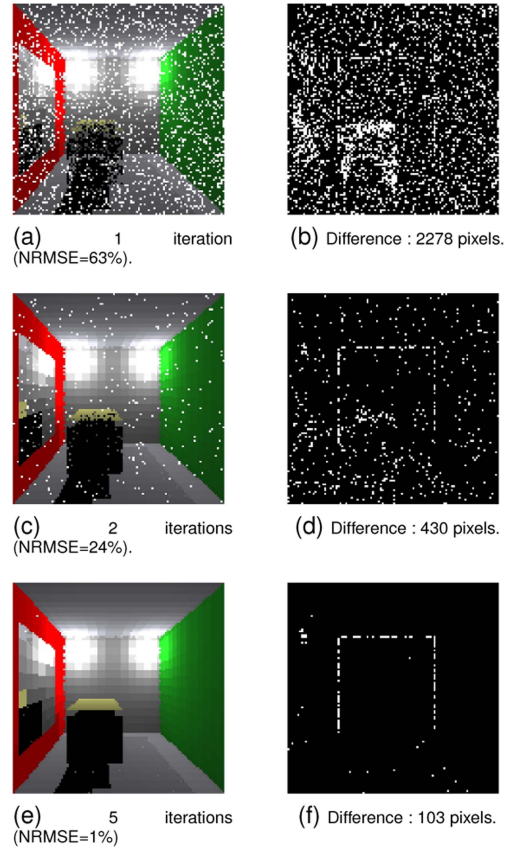 (a) 1 iteration
(NRMSE=63%).
(b) Difference : 2278 pixels.
(c) 2 iterations
(NRMSE=24%).
(d) Difference : 430 pixels.
(e) 5 iterations
(NRMSE=1%)
(f) Difference : 103 pixels.